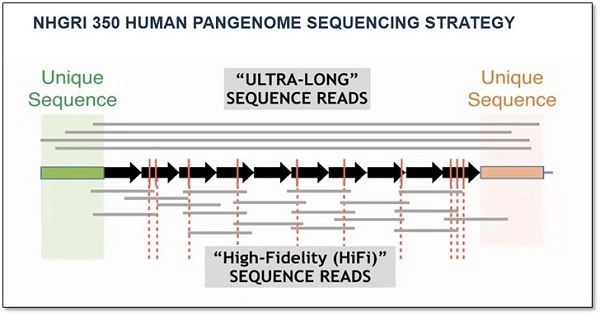 NHGRI 350 HUMAN PANGENOME SEQUENCING STRATEGY
Unique
Sequence
“ULTRA-LONG”
SEQUENCE READS
Unique
Sequence
“High-Fidelity (HiFi)”
SEQUENCE READS